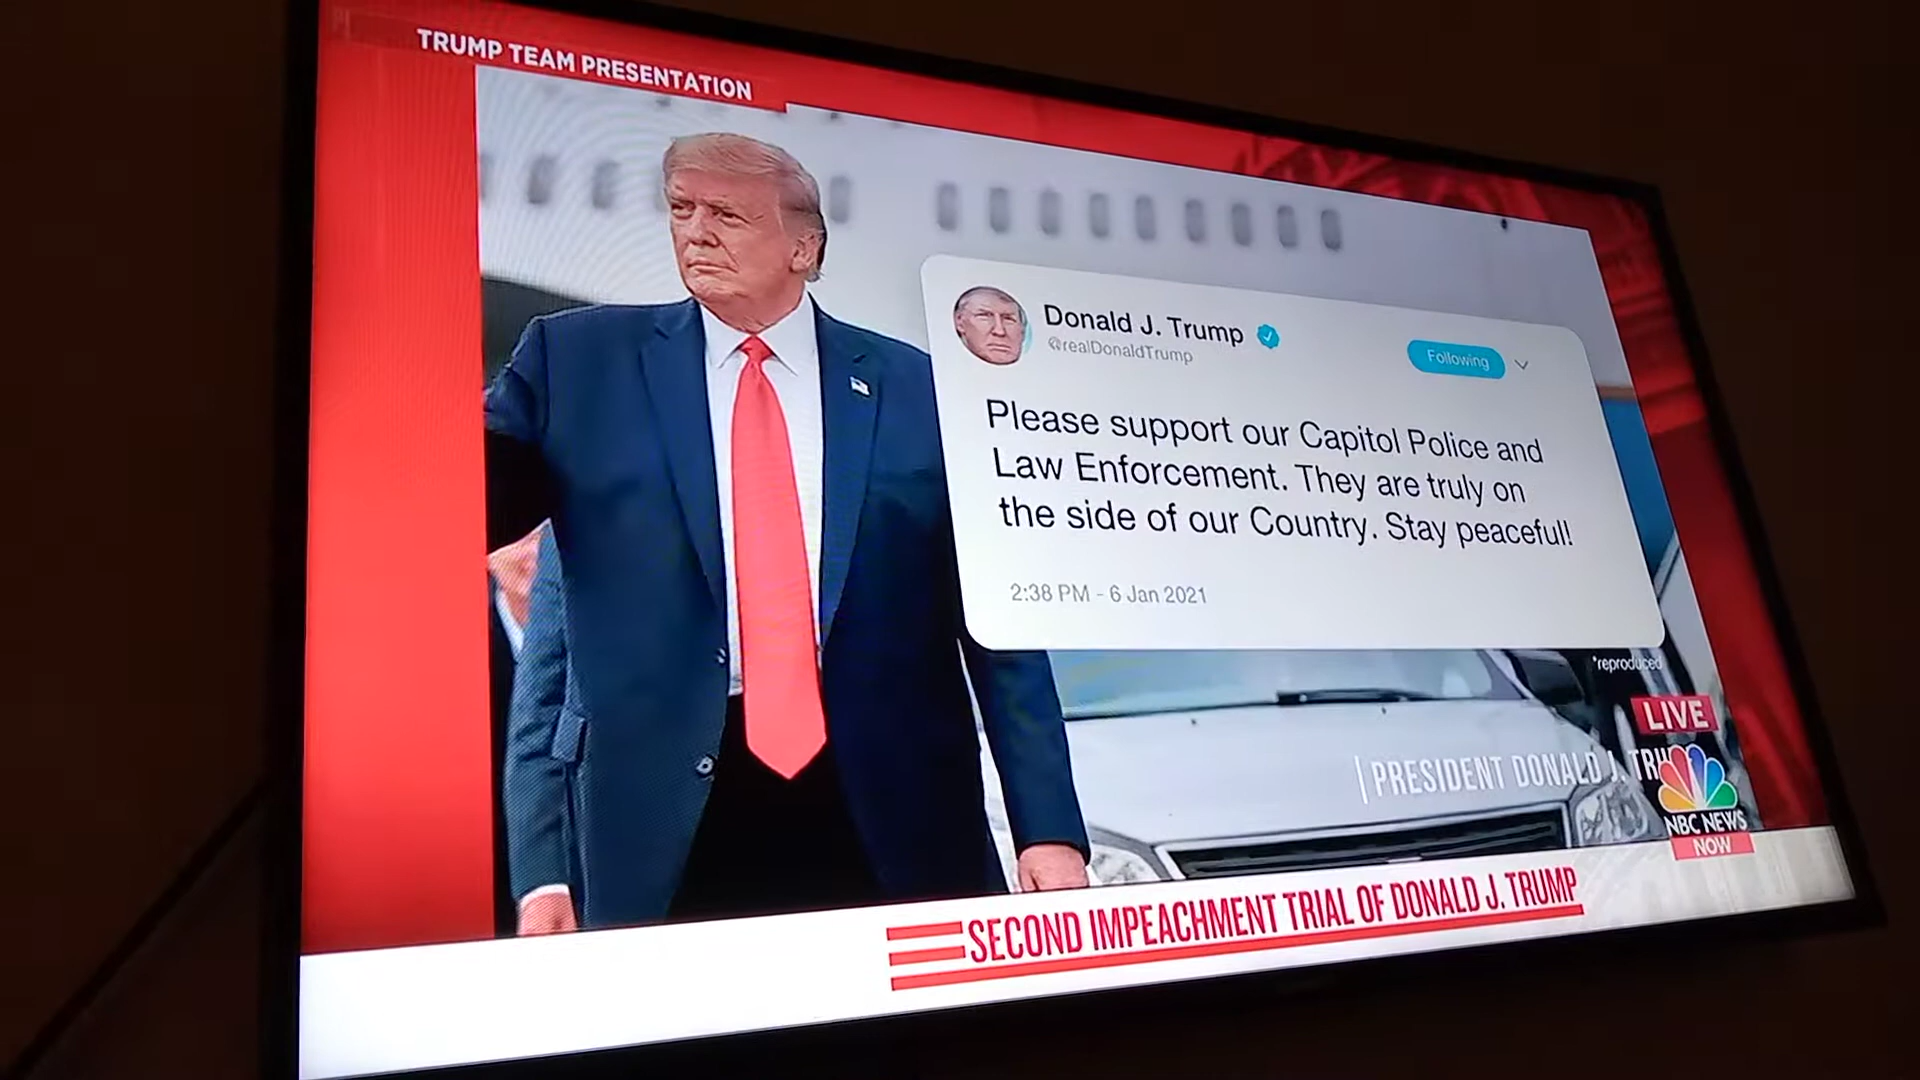 TRUMP TEAM PRESENTATION
Donald J. Trump
@realDonaldTrump
Following
Please support our Capitol Police and
Law Enforcement. They are truly on
the side of our Country. Stay peaceful!
2:38 PM - 6 Jan 2021
*reproduced
LIVE
| PRESIDENT DONALD J. TRU
NBC NEWS
NOW
SECOND IMPEACHMENT TRIAL OF DONALD J. TRUMP